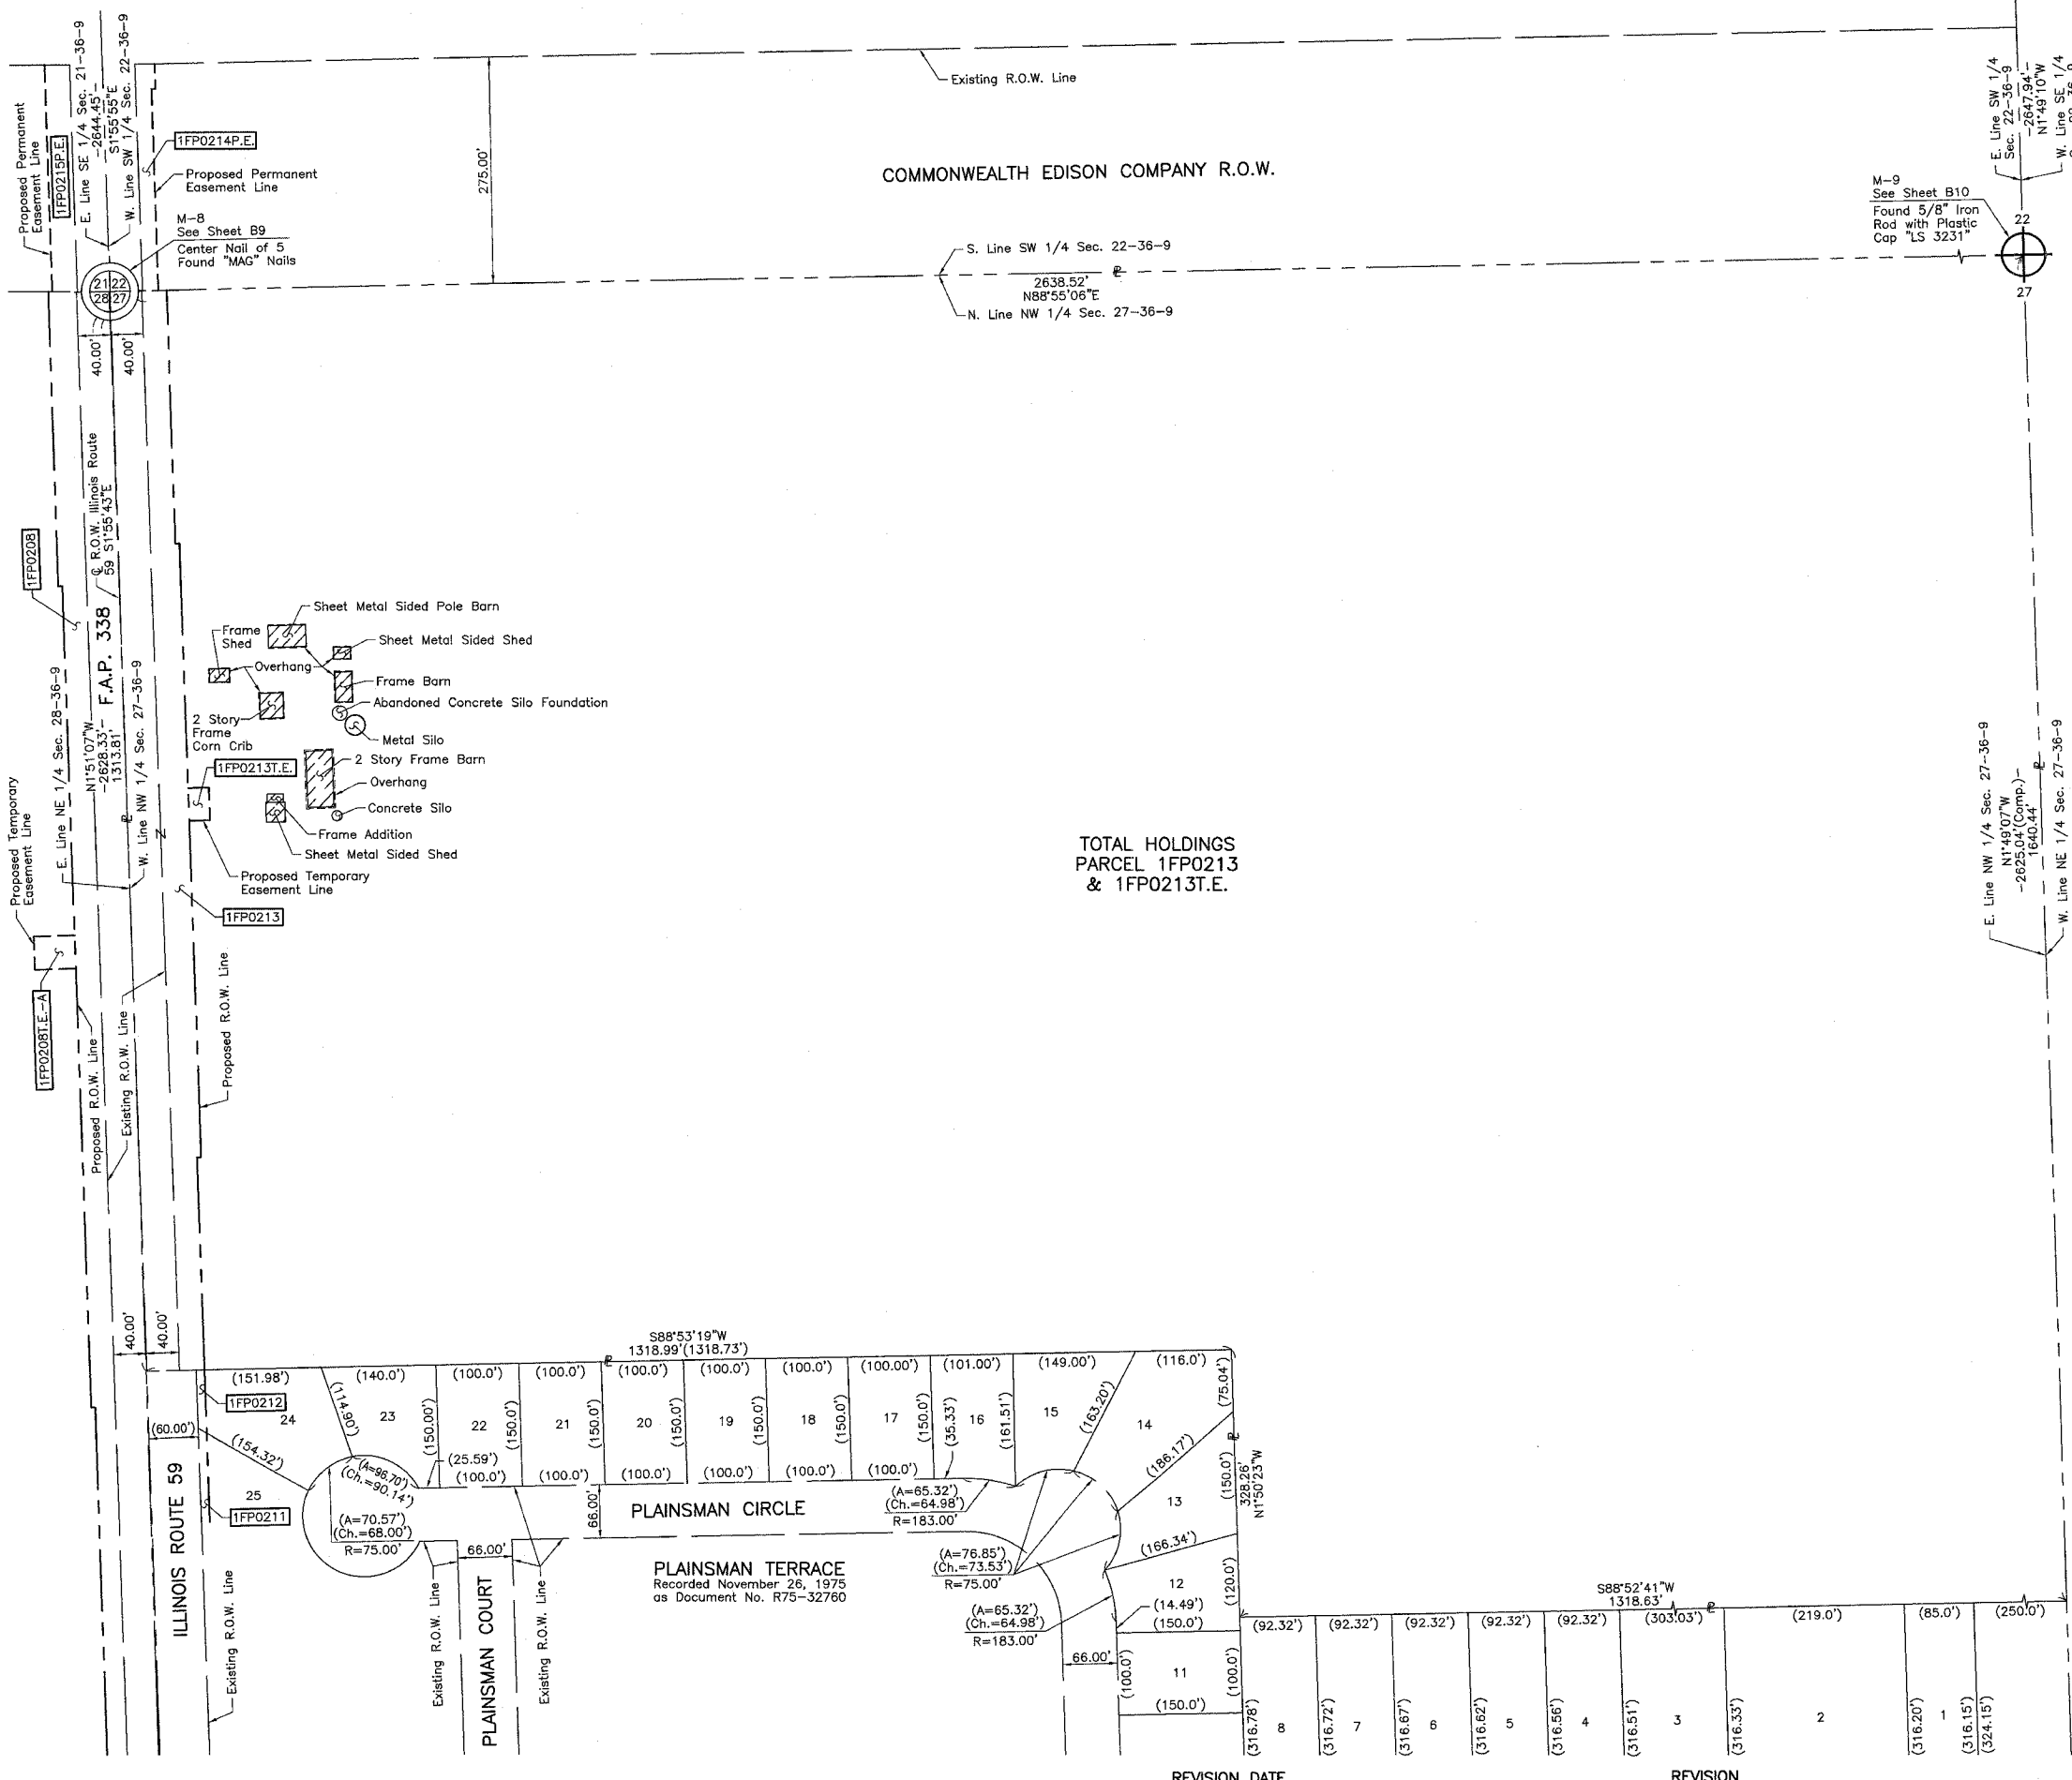 Existing R.O.W. Line
COMMONWEALTH EDISON COMPANY R.O.W.
275.00'
Proposed Permanent
Easement Line
1FP0215P.E.
E. Line SE 1/4 Sec. 21-36-9
-2644.45'-
S1°55'55"E
W. Line SW 1/4 Sec. 22-36-9
1FP0214P.E.
Proposed Permanent
Easement Line
M-8
See Sheet B9
Center Nail of 5
Found "MAG" Nails
21 22
28 27
40.00'
40.00'
S. Line SW 1/4 Sec. 22-36-9
2638.52'
N88°55'06"E
N. Line NW 1/4 Sec. 27-36-9
E. Line SW 1/4
Sec. 22-36-9
-2647.94'-
N1°49'10"W
W. Line SE 1/4
M-9
See Sheet B10
Found 5/8" Iron
Rod with Plastic
Cap "LS 3231"
22
27
1FP0208
℄ R.O.W. Illinois Route
59 S1°55'43"E
F.A.P. 338
N1°51'07"W
-2628.33'-
1313.81'
E. Line NE 1/4 Sec. 28-36-9
W. Line NW 1/4 Sec. 27-36-9
Sheet Metal Sided Pole Barn
Frame
Shed
Sheet Metal Sided Shed
Overhang
Frame Barn
Abandoned Concrete Silo Foundation
2 Story
Frame
Corn Crib
Metal Silo
2 Story Frame Barn
1FP0213T.E.
Overhang
Concrete Silo
Frame Addition
Sheet Metal Sided Shed
Proposed Temporary
Easement Line
1FP0213
Proposed Temporary
Easement Line
1FP0208T.E.-A
Proposed R.O.W. Line
Existing R.O.W. Line
Proposed R.O.W. Line
TOTAL HOLDINGS
PARCEL 1FP0213
& 1FP0213T.E.
E. Line NW 1/4 Sec. 27-36-9
N1°49'07"W
-2625.04'(Comp.)-
1640.44'
W. Line NE 1/4 Sec. 27-36-9
40.00'
40.00'
S88°53'19"W
1318.99'(1318.73')
(151.98')
(140.0')
(100.0')
(100.0')
(100.0')
(100.0')
(100.0')
(100.00')
(101.00')
(149.00')
(116.0')
(75.04')
1FP0212
24
(114.90')
23
(150.00')
22
(150.0')
21
(150.0')
20
(150.0')
19
(150.0')
18
(150.0')
17
(150.0')
(35.33')
16
(161.51')
15
(163.20')
14
(60.00')
(154.32')
(A=96.70')
(Ch.=90.14')
(25.59')
(100.0')
(100.0')
(100.0')
(100.0')
(100.0')
(100.0')
(186.17')
(150.0')
328.26'
N1°50'23"W
ILLINOIS ROUTE 59
25
1FP0211
(A=70.57')
(Ch.=68.00')
R=75.00'
66.00'
66.00'
PLAINSMAN CIRCLE
(A=65.32')
(Ch.=64.98')
R=183.00'
13
(166.34')
PLAINSMAN TERRACE
Recorded November 26, 1975
as Document No. R75-32760
(A=76.85')
(Ch.=73.53')
R=75.00'
12
(120.0')
(14.49')
(150.0')
(A=65.32')
(Ch.=64.98')
R=183.00'
Existing R.O.W. Line
Existing R.O.W. Line
PLAINSMAN COURT
Existing R.O.W. Line
66.00'
(100.0')
11
(100.0')
(150.0')
S88°52'41"W
1318.63'
(92.32')
(92.32')
(92.32')
(92.32')
(92.32')
(303.03')
(219.0')
(85.0')
(250.0')
(316.78')
8
(316.72')
7
(316.67')
6
(316.62')
5
(316.56')
4
(316.51')
3
(316.33')
2
(316.20')
1
(316.15')
(324.15')
REVISION DATE
REVISION